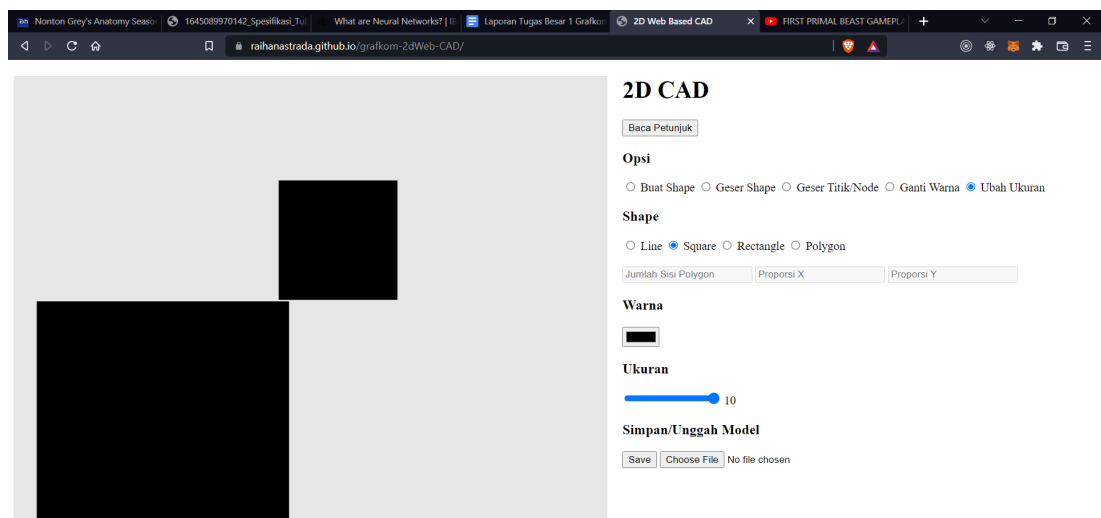 Nonton Grey's Anatomy Season
1645089970142_Spesifikasi_Tu
What are Neural Networks? | IB
Laporan Tugas Besar 1 Grafkom
2D Web Based CAD
FIRST PRIMAL BEAST GAMEPL
raihanastrada.github.io/grafkom-2dWeb-CAD/
2D CAD
Baca Petunjuk
Opsi
Buat Shape Geser Shape Geser Titik/Node Ganti Warna Ubah Ukuran
Shape
Line Square Rectangle Polygon
Jumlah Sisi Polygon Proporsi X Proporsi Y
Warna
Ukuran
10
Simpan/Unggah Model
Save Choose File No file chosen